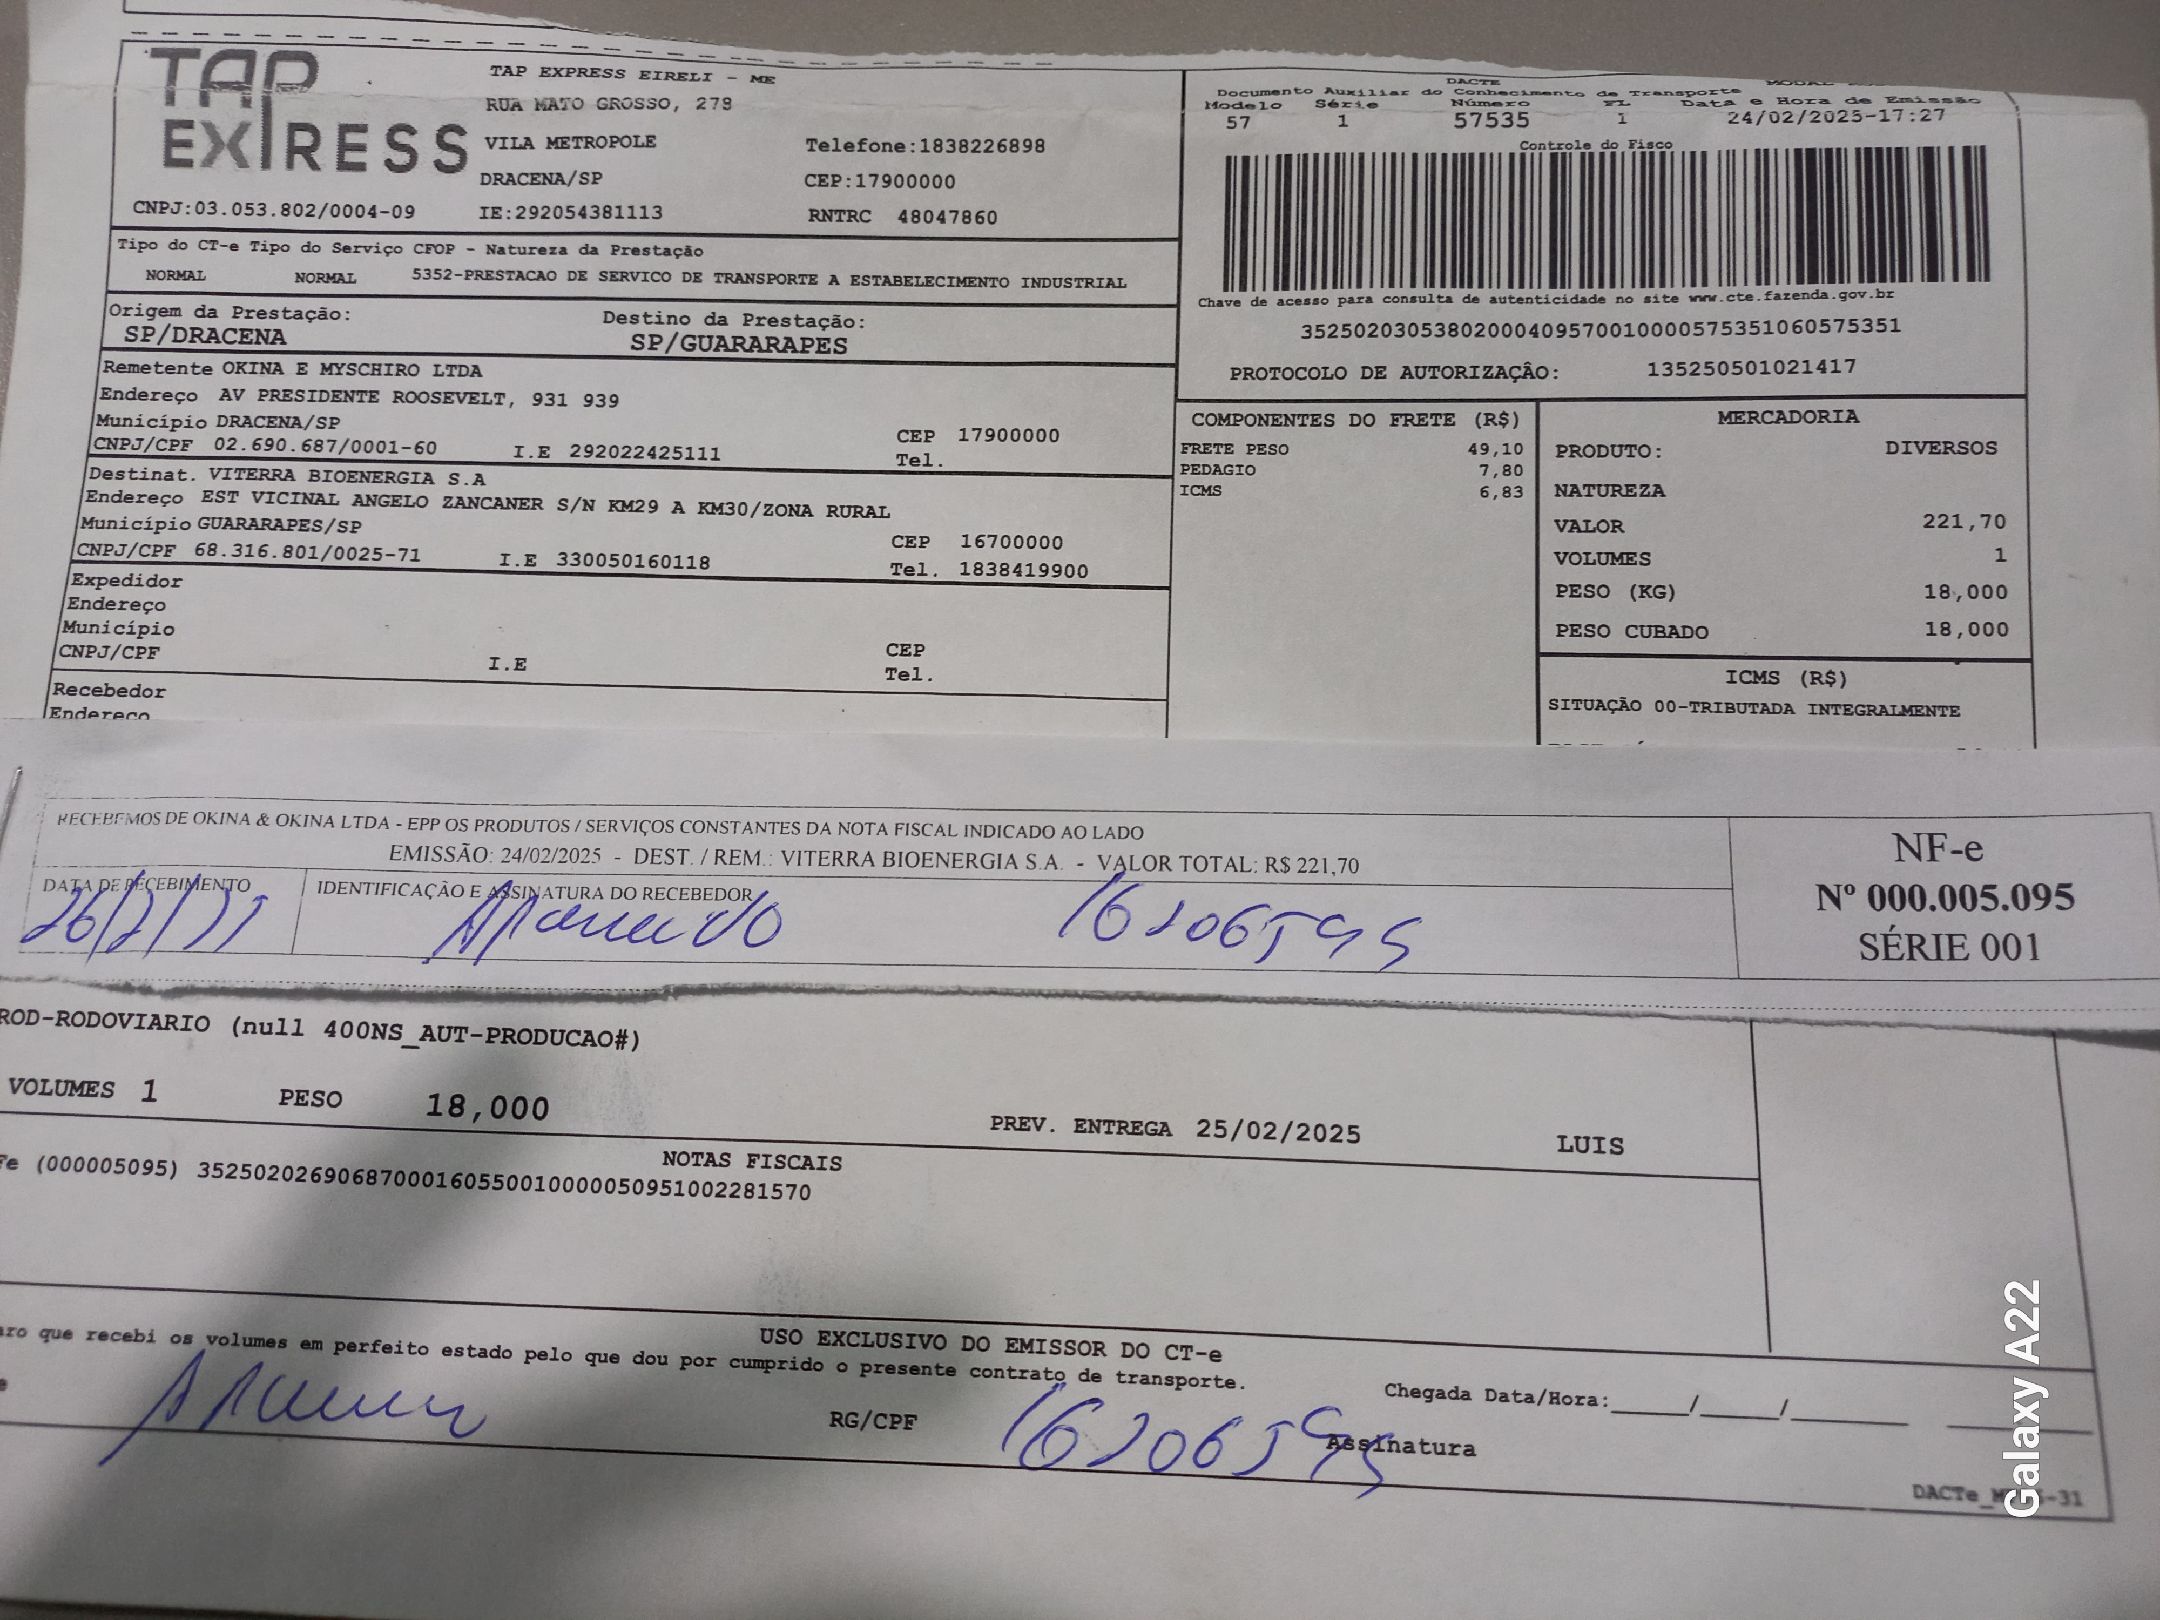 TAP EXPRESS
TAP EXPRESS EIRELI - ME
RUA MATO GROSSO, 279
VILA METROPOLE Telefone:1838226898
DRACENA/SP CEP:17900000
CNPJ:03.053.802/0004-09 IE:292054381113 RNTRC 48047860
DACTE
Documento Auxiliar do Conhecimento de Transporte
Modelo Série Número FL Data e Hora de Emissão
57 1 57535 1 24/02/2025-17:27
Controle do Fisco
Chave de acesso para consulta de autenticidade no site www.cte.fazenda.gov.br
35250203053802000409570010000575351060575351
PROTOCOLO DE AUTORIZAÇÂO: 135250501021417
Tipo do CT-e Tipo do Serviço CFOP - Natureza da Prestação
NORMAL NORMAL 5352-PRESTACAO DE SERVICO DE TRANSPORTE A ESTABELECIMENTO INDUSTRIAL
Origem da Prestação: Destino da Prestação:
SP/DRACENA SP/GUARARAPES
Remetente OKINA E MYSCHIRO LTDA
Endereço AV PRESIDENTE ROOSEVELT, 931 939
Município DRACENA/SP CEP 17900000
CNPJ/CPF 02.690.687/0001-60 I.E 292022425111 Tel.
Destinat. VITERRA BIOENERGIA S.A
Endereço EST VICINAL ANGELO ZANCANER S/N KM29 A KM30/ZONA RURAL
Município GUARARAPES/SP CEP 16700000
CNPJ/CPF 68.316.801/0025-71 I.E 330050160118 Tel. 1838419900
Expedidor
Endereço
Município CEP
CNPJ/CPF I.E Tel.
Recebedor
Endereço
COMPONENTES DO FRETE (R$)
FRETE PESO 49,10
PEDAGIO 7,80
ICMS 6,83
MERCADORIA
PRODUTO: DIVERSOS
NATUREZA
VALOR 221,70
VOLUMES 1
PESO (KG) 18,000
PESO CUBADO 18,000
ICMS (R$)
SITUAÇÃO 00-TRIBUTADA INTEGRALMENTE
RECEBEMOS DE OKINA & OKINA LTDA - EPP OS PRODUTOS / SERVIÇOS CONSTANTES DA NOTA FISCAL INDICADO AO LADO
EMISSÃO: 24/02/2025 - DEST. / REM.: VITERRA BIOENERGIA S.A. - VALOR TOTAL: R$ 221,70
DATA DE RECEBIMENTO IDENTIFICAÇÃO E ASSINATURA DO RECEBEDOR
NF-e
Nº 000.005.095
SÉRIE 001
ROD-RODOVIARIO (null 400NS_AUT-PRODUCAO#)
VOLUMES 1 PESO 18,000 PREV. ENTREGA 25/02/2025 LUIS
NOTAS FISCAIS
Fe (000005095) 35250202690687000160550010000050951002281570
USO EXCLUSIVO DO EMISSOR DO CT-e
aro que recebi os volumes em perfeito estado pelo que dou por cumprido o presente contrato de transporte.
Chegada Data/Hora:_____/_____/_____
RG/CPF Assinatura
Galaxy A22